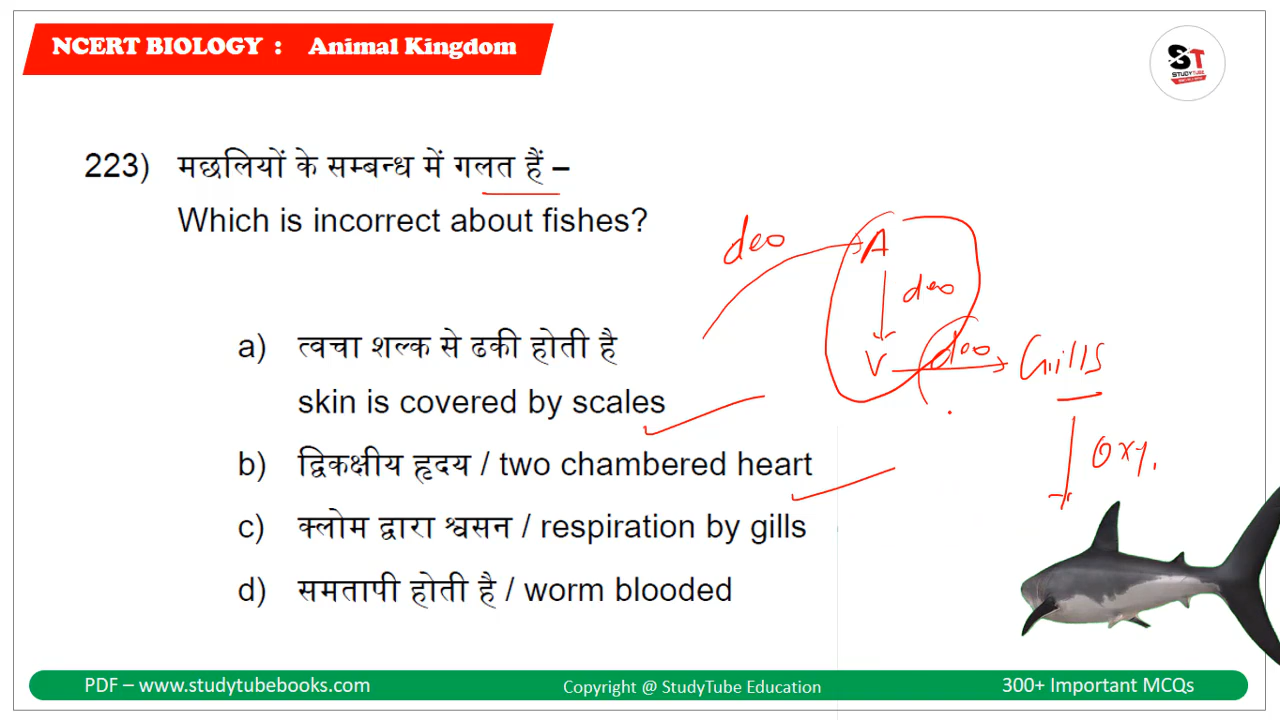 NCERT BIOLOGY : Animal Kingdom
ST
STUDYTUBE
223) मछलियों के सम्बन्ध में गलत हैं –
Which is incorrect about fishes?
deo
A
deo
V
deo
Gills
oxy.
a) त्वचा शल्क से ढकी होती है
skin is covered by scales
b) द्विकक्षीय हृदय / two chambered heart
c) क्लोम द्वारा श्वसन / respiration by gills
d) समतापी होती है / worm blooded
PDF – www.studytubebooks.com
Copyright @ StudyTube Education
300+ Important MCQs